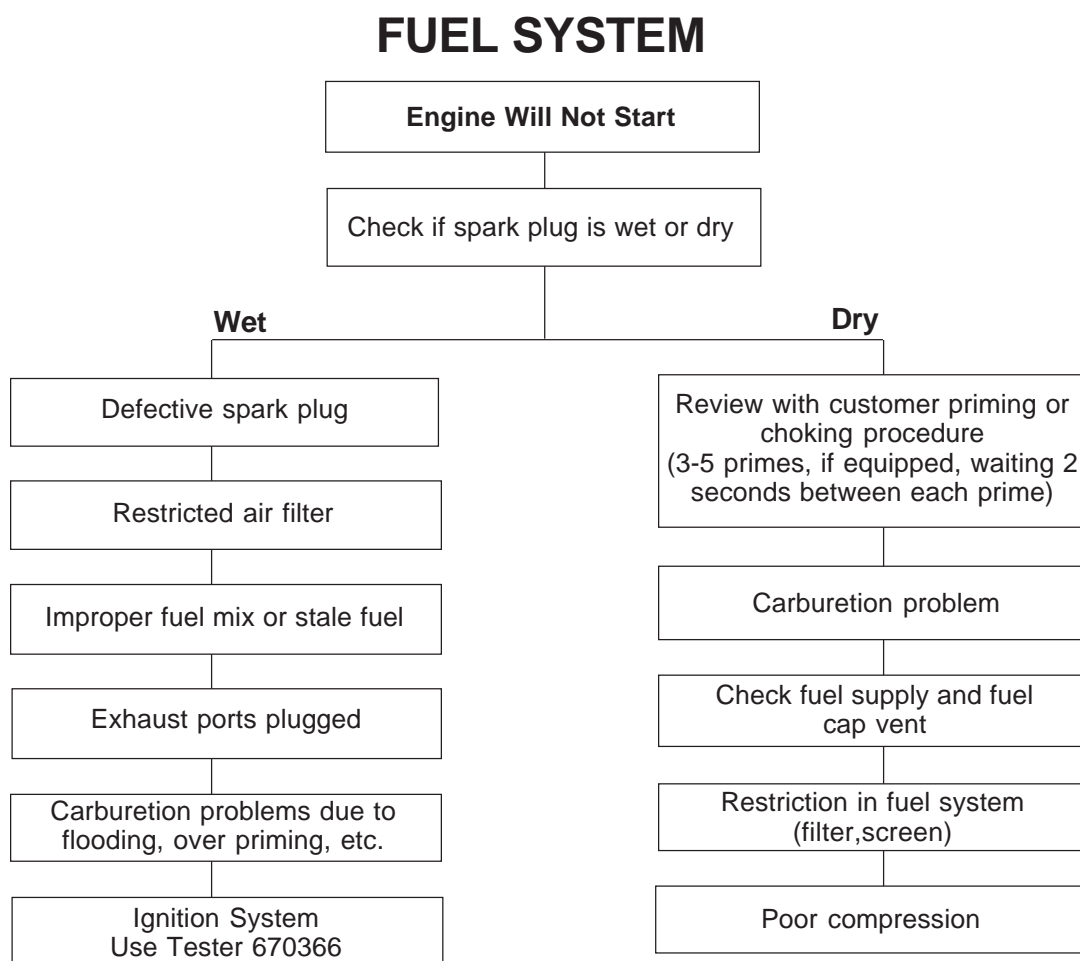 FUEL SYSTEM
Engine Will Not Start
Check if spark plug is wet or dry
Wet
Dry
Defective spark plug
Restricted air filter
Improper fuel mix or stale fuel
Exhaust ports plugged
Carburetion problems due to
flooding, over priming, etc.
Ignition System
Use Tester 670366
Review with customer priming or
choking procedure
(3-5 primes, if equipped, waiting 2
seconds between each prime)
Carburetion problem
Check fuel supply and fuel
cap vent
Restriction in fuel system
(filter,screen)
Poor compression